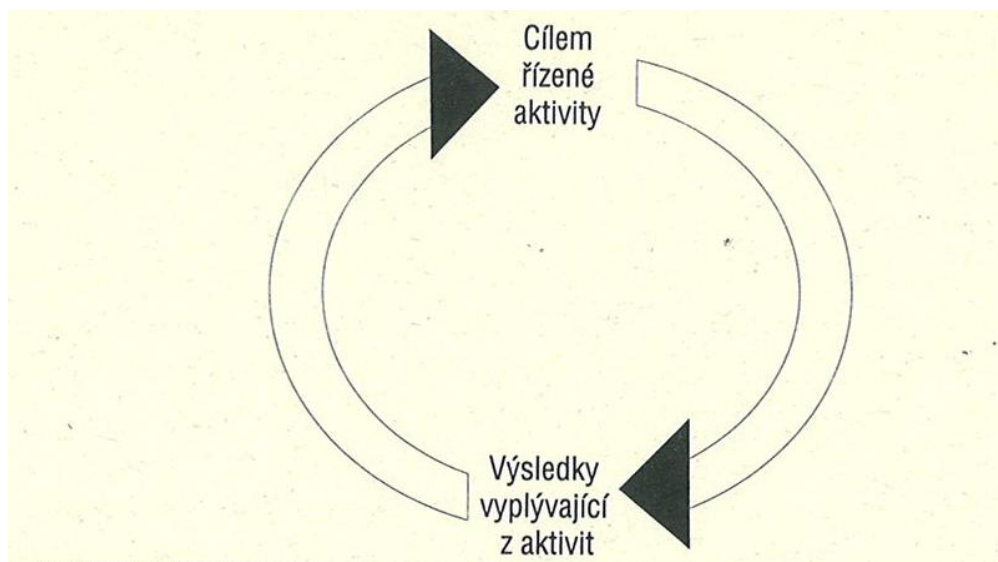 Cílem
řízené
aktivity
Výsledky
vyplývající
z aktivit